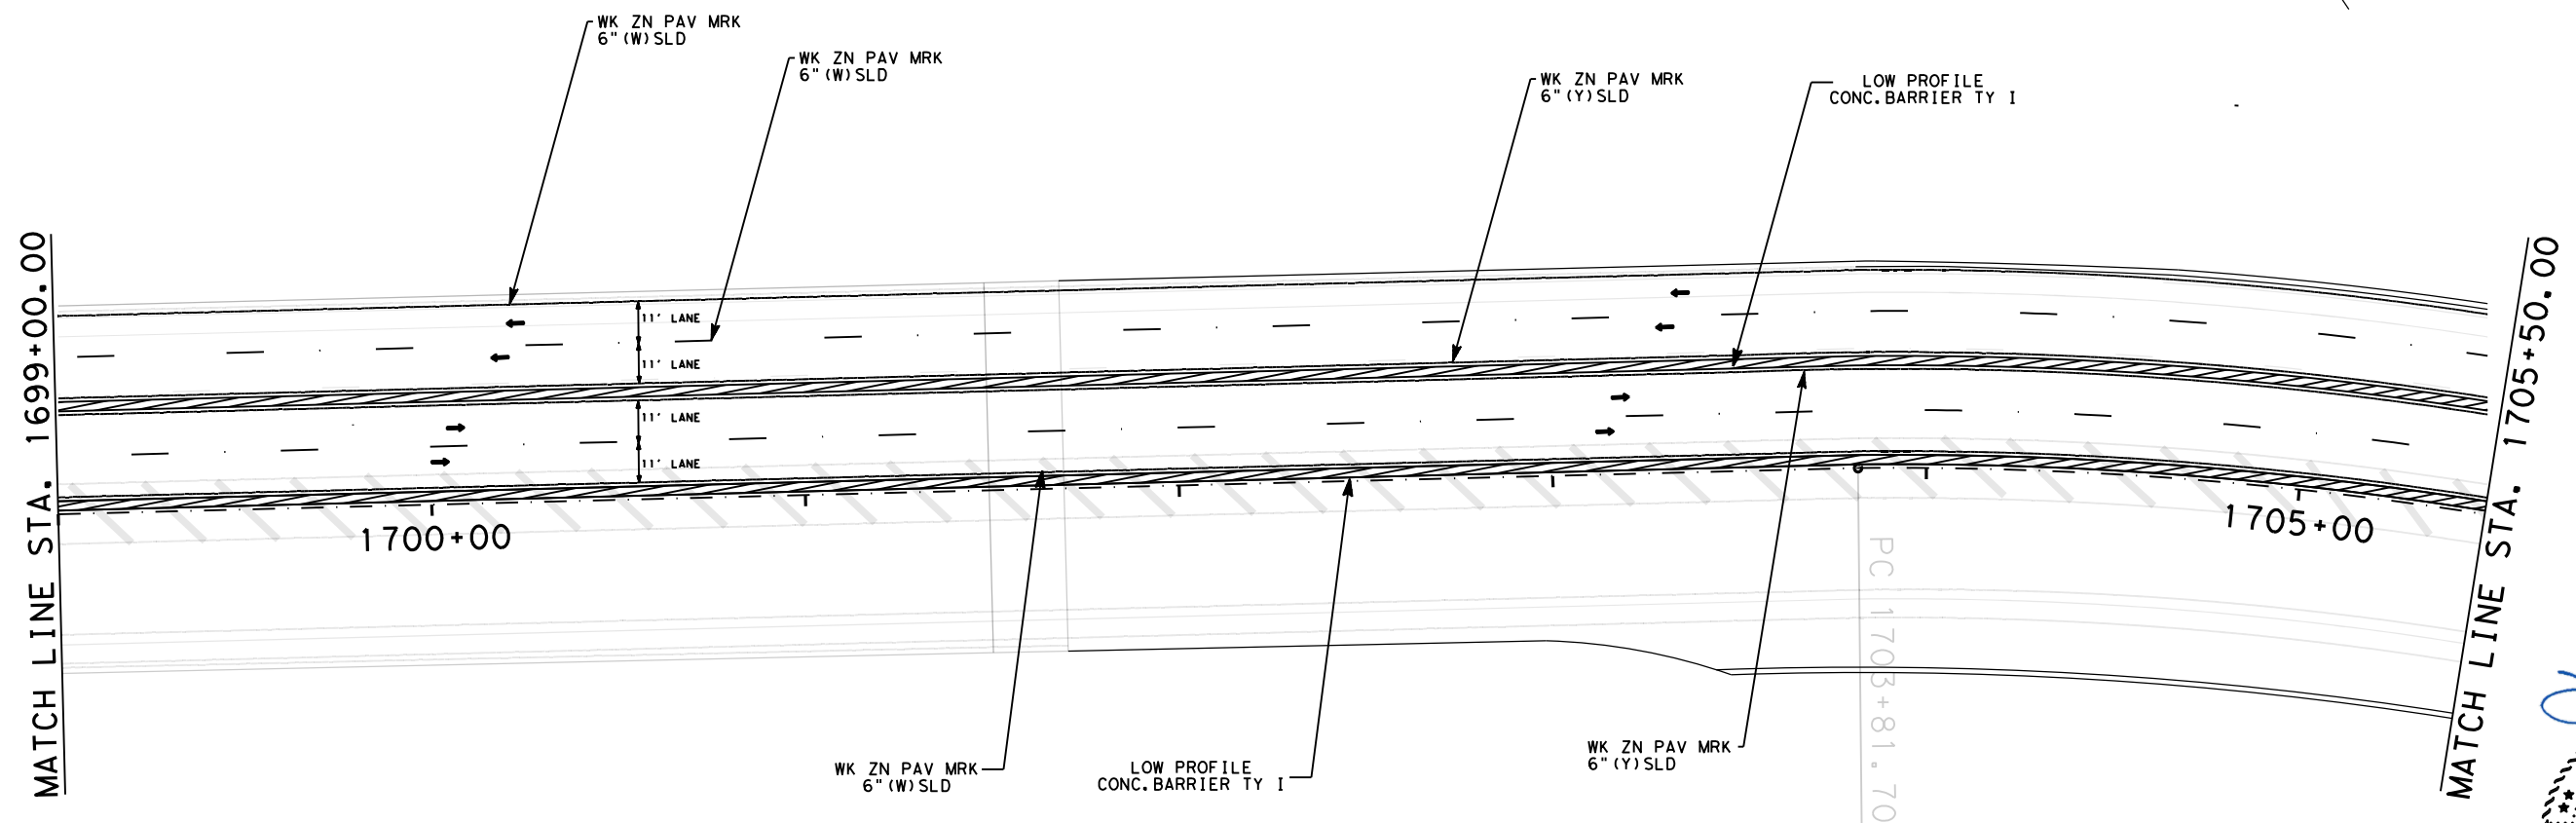 WK ZN PAV MRK
6"(W)SLD
WK ZN PAV MRK
6"(W)SLD
WK ZN PAV MRK
6"(Y)SLD
LOW PROFILE
CONC.BARRIER TY I
MATCH LINE STA. 1699+00.00
11' LANE
11' LANE
11' LANE
11' LANE
1700+00
1705+00
MATCH LINE STA. 1705+50.00
PC 1703+81.70
WK ZN PAV MRK
6"(W)SLD
LOW PROFILE
CONC.BARRIER TY I
WK ZN PAV MRK
6"(Y)SLD